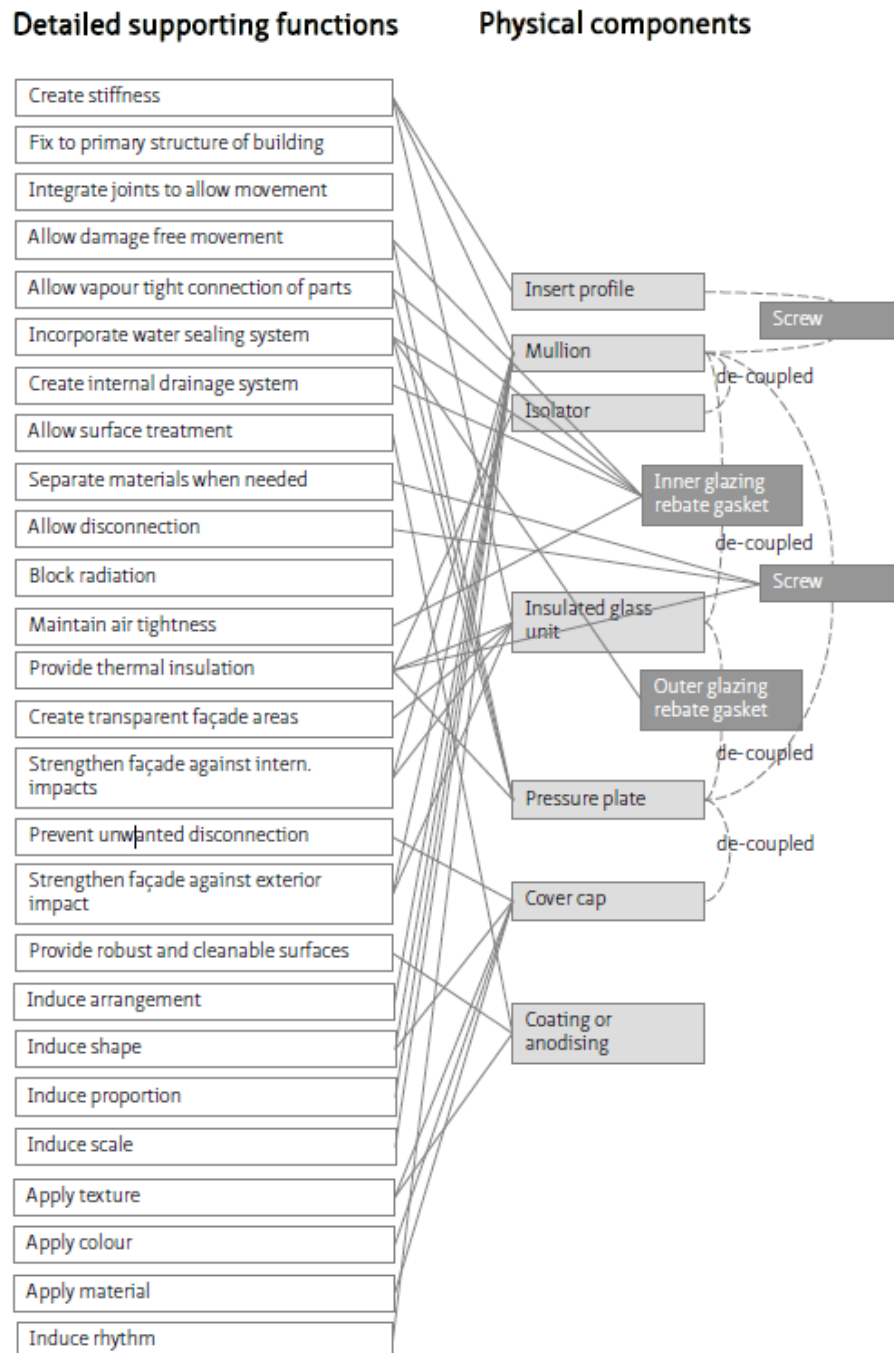 Detailed supporting functions
Physical components
Create stiffness
Fix to primary structure of building
Integrate joints to allow movement
Allow damage free movement
Allow vapour tight connection of parts
Incorporate water sealing system
Create internal drainage system
Allow surface treatment
Separate materials when needed
Allow disconnection
Block radiation
Maintain air tightness
Provide thermal insulation
Create transparent façade areas
Strengthen façade against intern.
impacts
Prevent unwanted disconnection
Strengthen façade against exterior
impact
Provide robust and cleanable surfaces
Induce arrangement
Induce shape
Induce proportion
Induce scale
Apply texture
Apply colour
Apply material
Induce rhythm
Insert profile
Screw
Mullion
de-coupled
Isolator
Inner glazing
rebate gasket
de-coupled
Screw
Insulated glass
unit
Outer glazing
rebate gasket
de-coupled
Pressure plate
de-coupled
Cover cap
Coating or
anodising